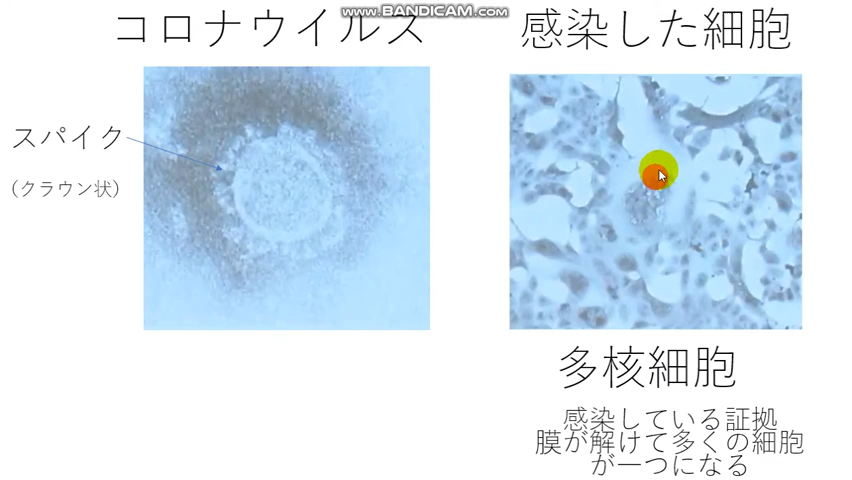 www.BANDICAM.com
コロナウイルス
感染した細胞
スパイク
（クラウン状）
多核細胞
感染している証拠
膜が解けて多くの細胞
が一つになる